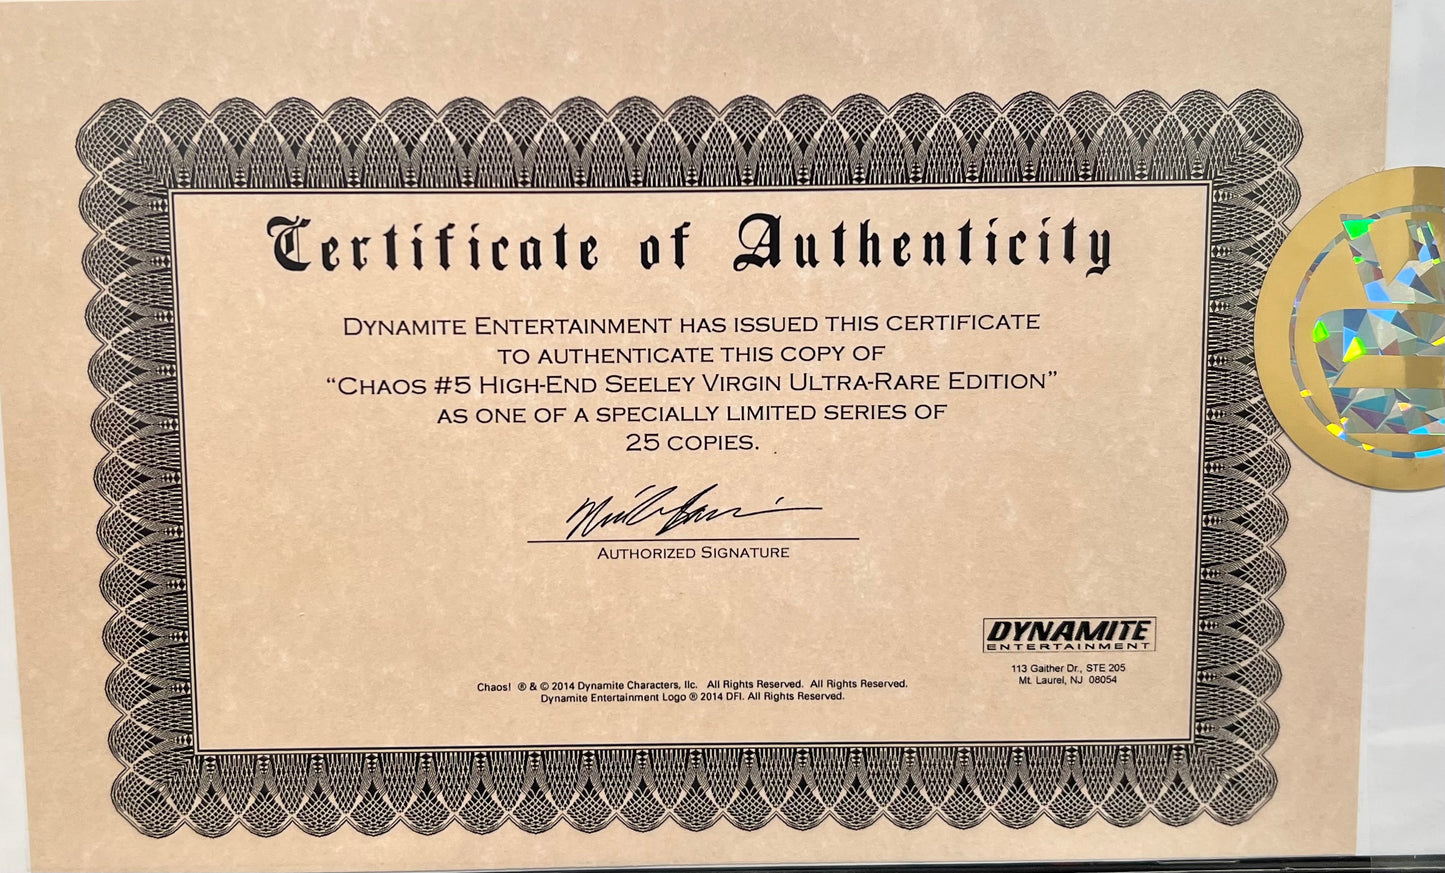 Certificate of Authenticity
DYNAMITE ENTERTAINMENT HAS ISSUED THIS CERTIFICATE
TO AUTHENTICATE THIS COPY OF
“CHAOS #5 HIGH-END SEELEY VIRGIN ULTRA-RARE EDITION”
AS ONE OF A SPECIALLY LIMITED SERIES OF
25 COPIES.
AUTHORIZED SIGNATURE
DYNAMITE
ENTERTAINMENT
113 Gaither Dr., STE 205
Mt. Laurel, NJ 08054
Chaos! ® & © 2014 Dynamite Characters, llc. All Rights Reserved. All Rights Reserved.
Dynamite Entertainment Logo ® 2014 DFI. All Rights Reserved.